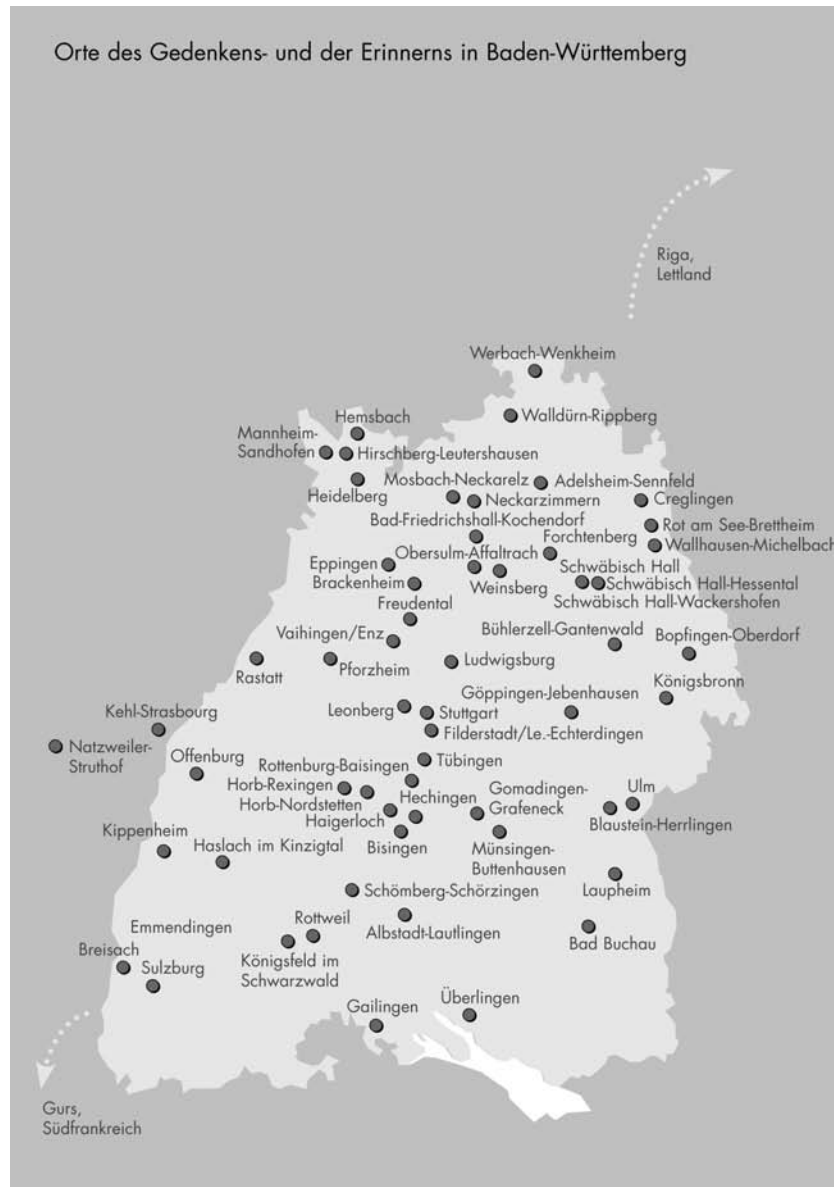 Orte des Gedenkens- und der Erinnerns in Baden-Württemberg
Riga,
Lettland
Werbach-Wenkheim
Walldürn-Rippberg
Hemsbach
Mannheim-
Sandhofen
Hirschberg-Leutershausen
Heidelberg
Mosbach-Neckarelz
Adelsheim-Sennfeld
Neckarzimmern
Creglingen
Bad-Friedrichshall-Kochendorf
Rot am See-Brettheim
Forchtenberg
Wallhausen-Michelbach
Obersulm-Affaltrach
Eppingen
Schwäbisch Hall
Brackenheim
Weinsberg
Schwäbisch Hall-Hessental
Schwäbisch Hall-Wackershofen
Freudental
Vaihingen/Enz
Bühlerzell-Gantenwald
Bopfingen-Oberdorf
Rastatt
Pforzheim
Ludwigsburg
Königsbronn
Göppingen-Jebenhausen
Leonberg
Stuttgart
Kehl-Strasbourg
Filderstadt/Le.-Echterdingen
Natzweiler-
Struthof
Offenburg
Tübingen
Rottenburg-Baisingen
Horb-Rexingen
Horb-Nordstetten
Hechingen
Gomadingen-
Grafeneck
Ulm
Blaustein-Herrlingen
Haigerloch
Kippenheim
Haslach im Kinzigtal
Bisingen
Münsingen-
Buttenhausen
Laupheim
Schömberg-Schörzingen
Emmendingen
Rottweil
Albstadt-Lautlingen
Bad Buchau
Breisach
Sulzburg
Königsfeld im
Schwarzwald
Gailingen
Überlingen
Gurs,
Südfrankreich